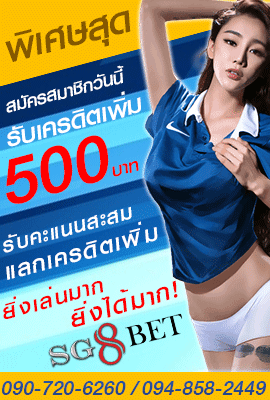 พิเศษสุด
สมัครสมาชิกวันนี้
รับเครดิตเพิ่ม
500 บาท
รับคะแนนสะสม
แลกเครดิตเพิ่ม
ยิ่งเล่นมาก
ยิ่งได้มาก!
SG8BET
090-720-6260 / 094-858-2449